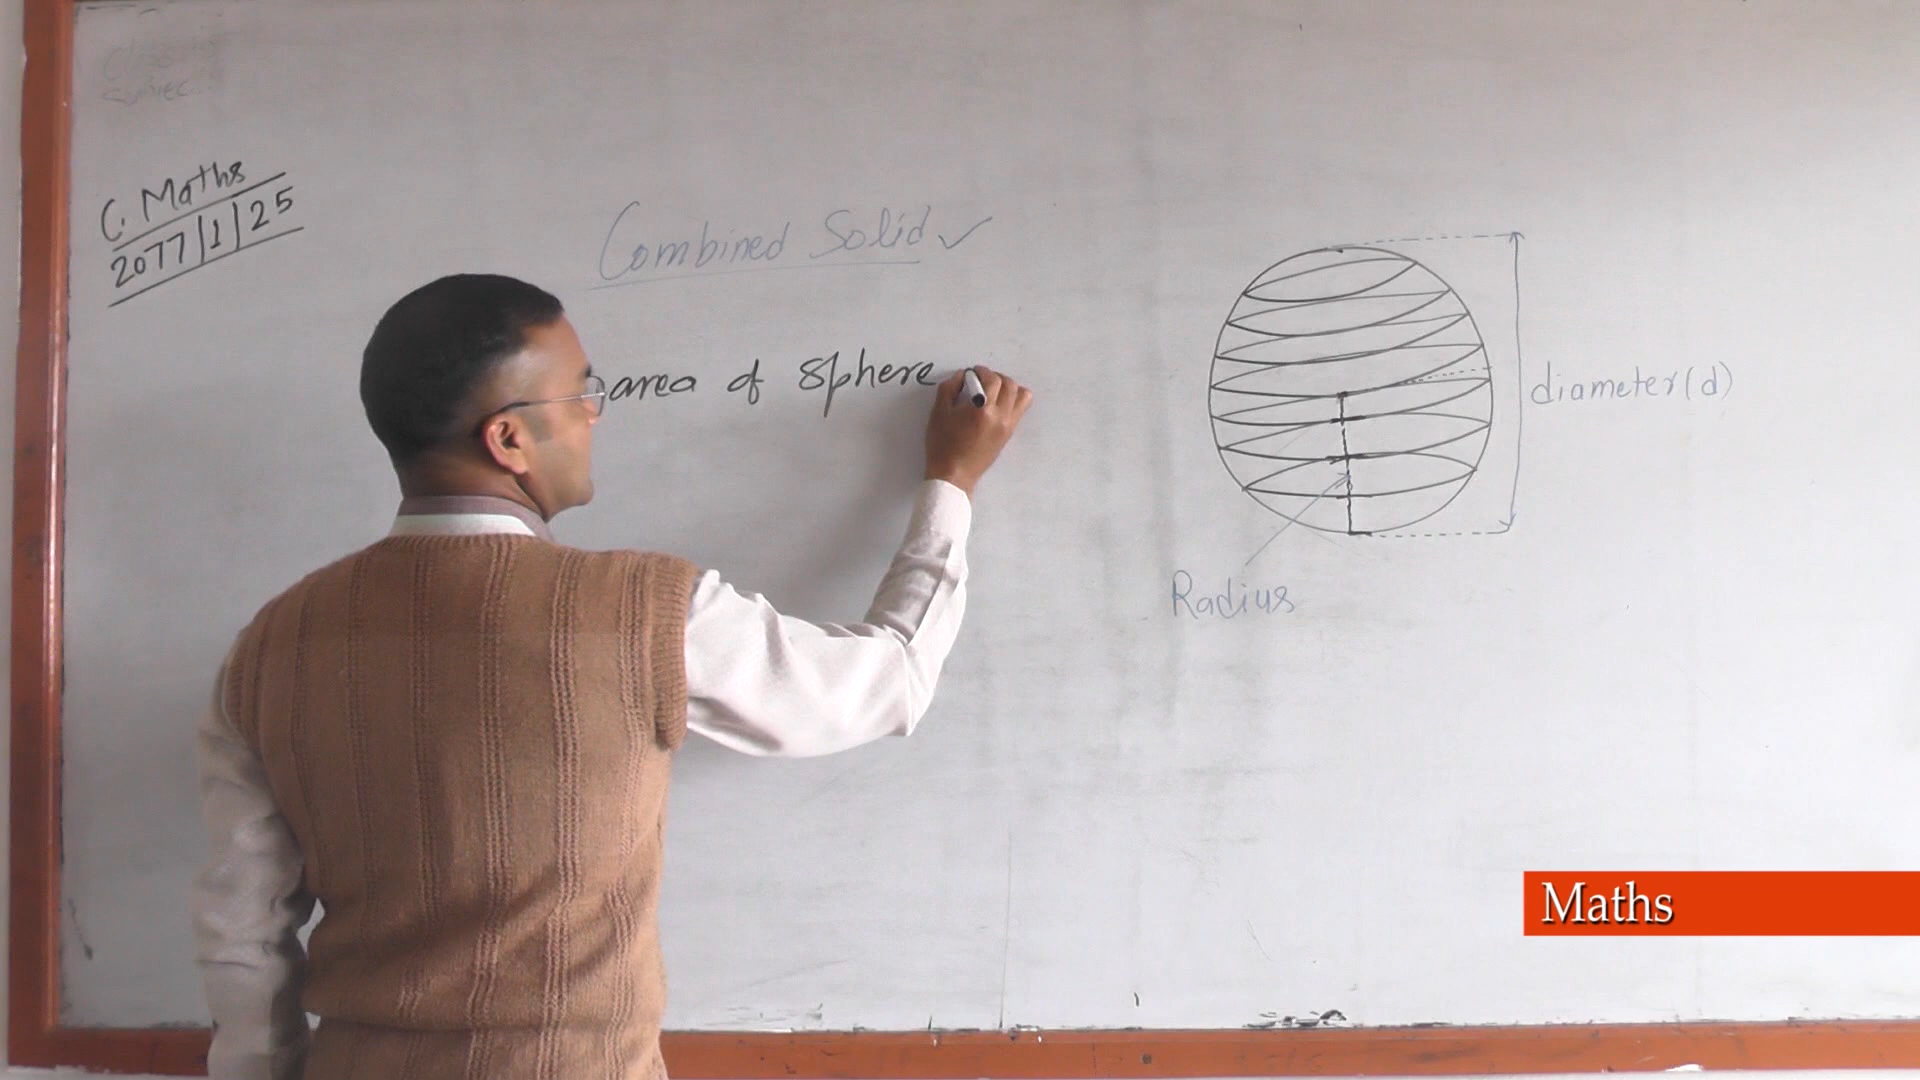 C. Maths
2077/1/25
Combined Solid ✓
area of sphere
diameter (d)
Radius
Maths